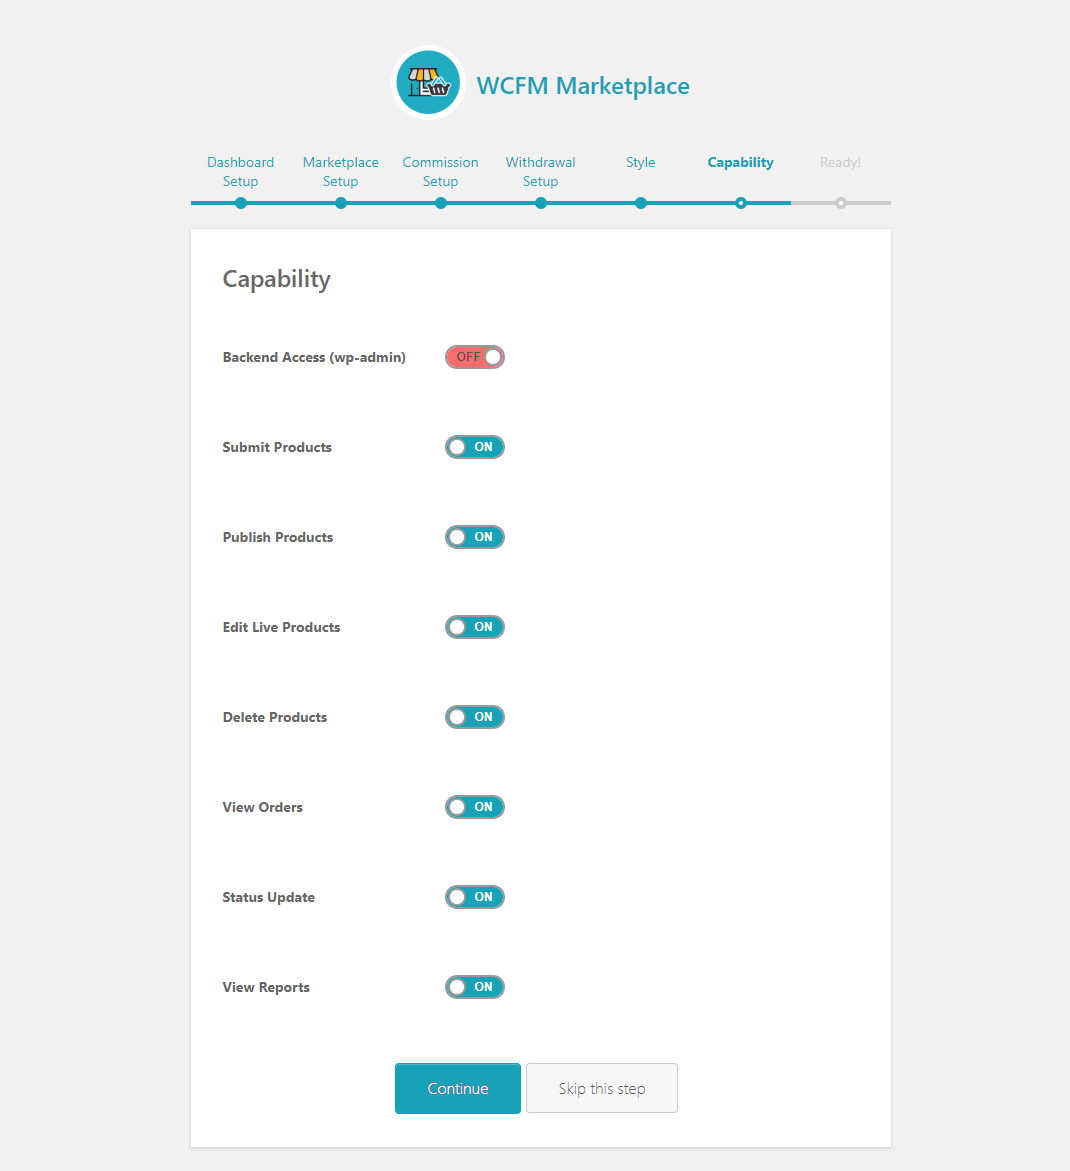 WCFM Marketplace
Dashboard Setup
Marketplace Setup
Commission Setup
Withdrawal Setup
Style
Capability
Ready!
Capability
Backend Access (wp-admin) OFF
Submit Products ON
Publish Products ON
Edit Live Products ON
Delete Products ON
View Orders ON
Status Update ON
View Reports ON
Continue Skip this step